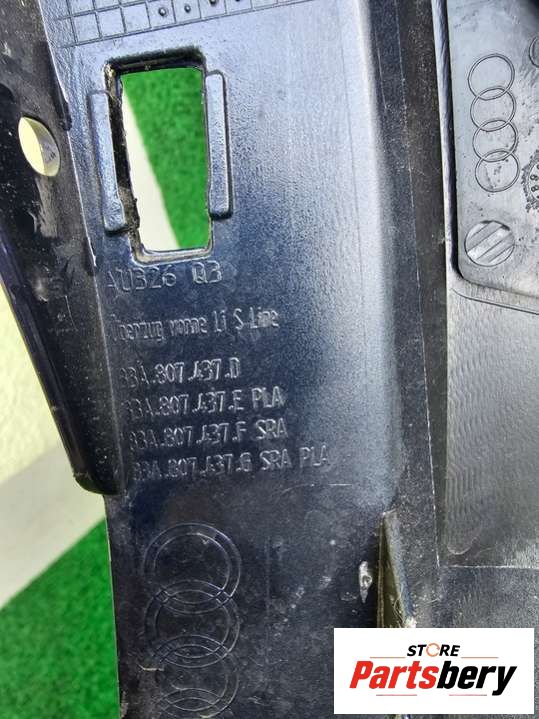 AU326 Q3
Überzug vorne Li S-Line
83A.807.437.D
83A.807.437.E PLA
83A.807.437.F SRA
83A.807.437.G SRA PLA
STORE
Partsbery